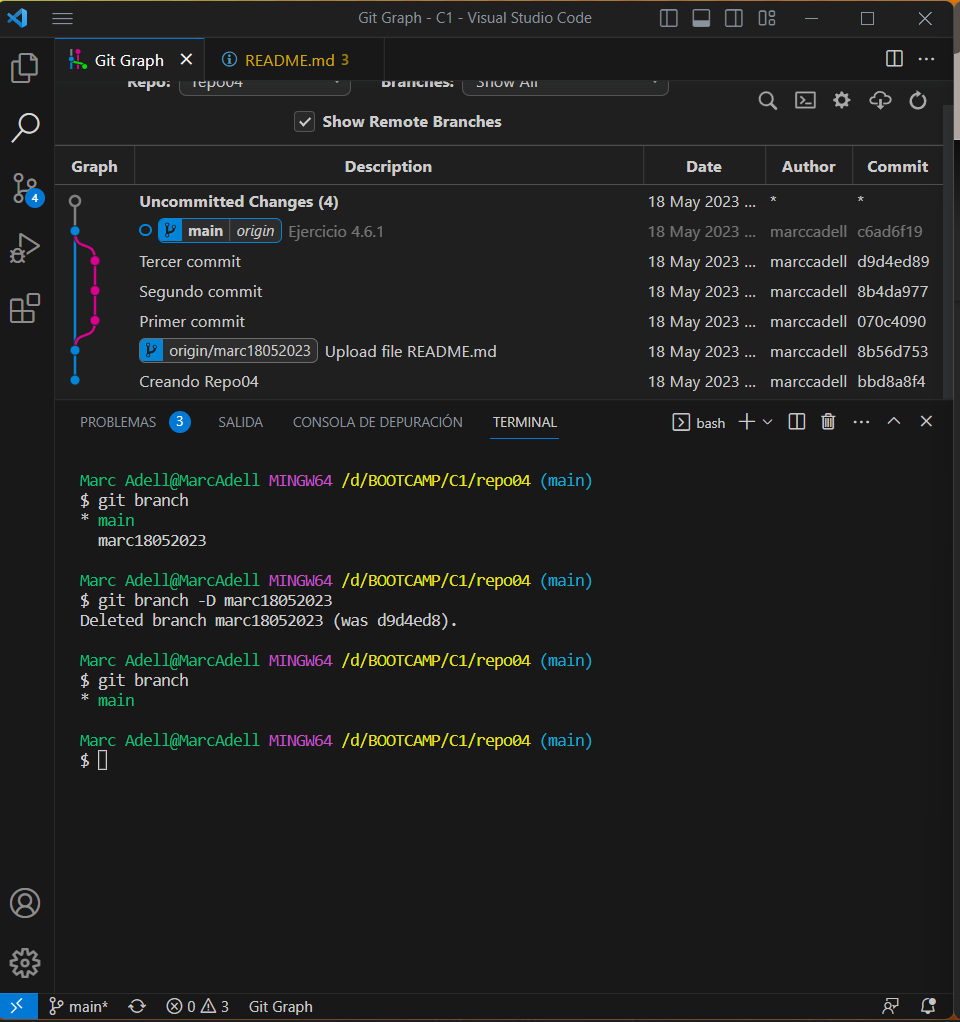 Git Graph - C1 - Visual Studio Code
Git Graph
README.md 3
Repo: repo04 Branches: Show All
Show Remote Branches
Graph Description Date Author Commit
Uncommitted Changes (4) 18 May 2023 ... * *
main origin Ejercicio 4.6.1 18 May 2023 ... marccadell c6ad6f19
Tercer commit 18 May 2023 ... marccadell d9d4ed89
Segundo commit 18 May 2023 ... marccadell 8b4da977
Primer commit 18 May 2023 ... marccadell 070c4090
origin/marc18052023 Upload file README.md 18 May 2023 ... marccadell 8b56d753
Creando Repo04 18 May 2023 ... marccadell bbd8a8f4
4
PROBLEMAS 3 SALIDA CONSOLA DE DEPURACIÓN TERMINAL bash
Marc Adell@MarcAdell MINGW64 /d/BOOTCAMP/C1/repo04 (main)
$ git branch
* main
marc18052023
Marc Adell@MarcAdell MINGW64 /d/BOOTCAMP/C1/repo04 (main)
$ git branch -D marc18052023
Deleted branch marc18052023 (was d9d4ed8).
Marc Adell@MarcAdell MINGW64 /d/BOOTCAMP/C1/repo04 (main)
$ git branch
* main
Marc Adell@MarcAdell MINGW64 /d/BOOTCAMP/C1/repo04 (main)
$
main* 0 3 Git Graph